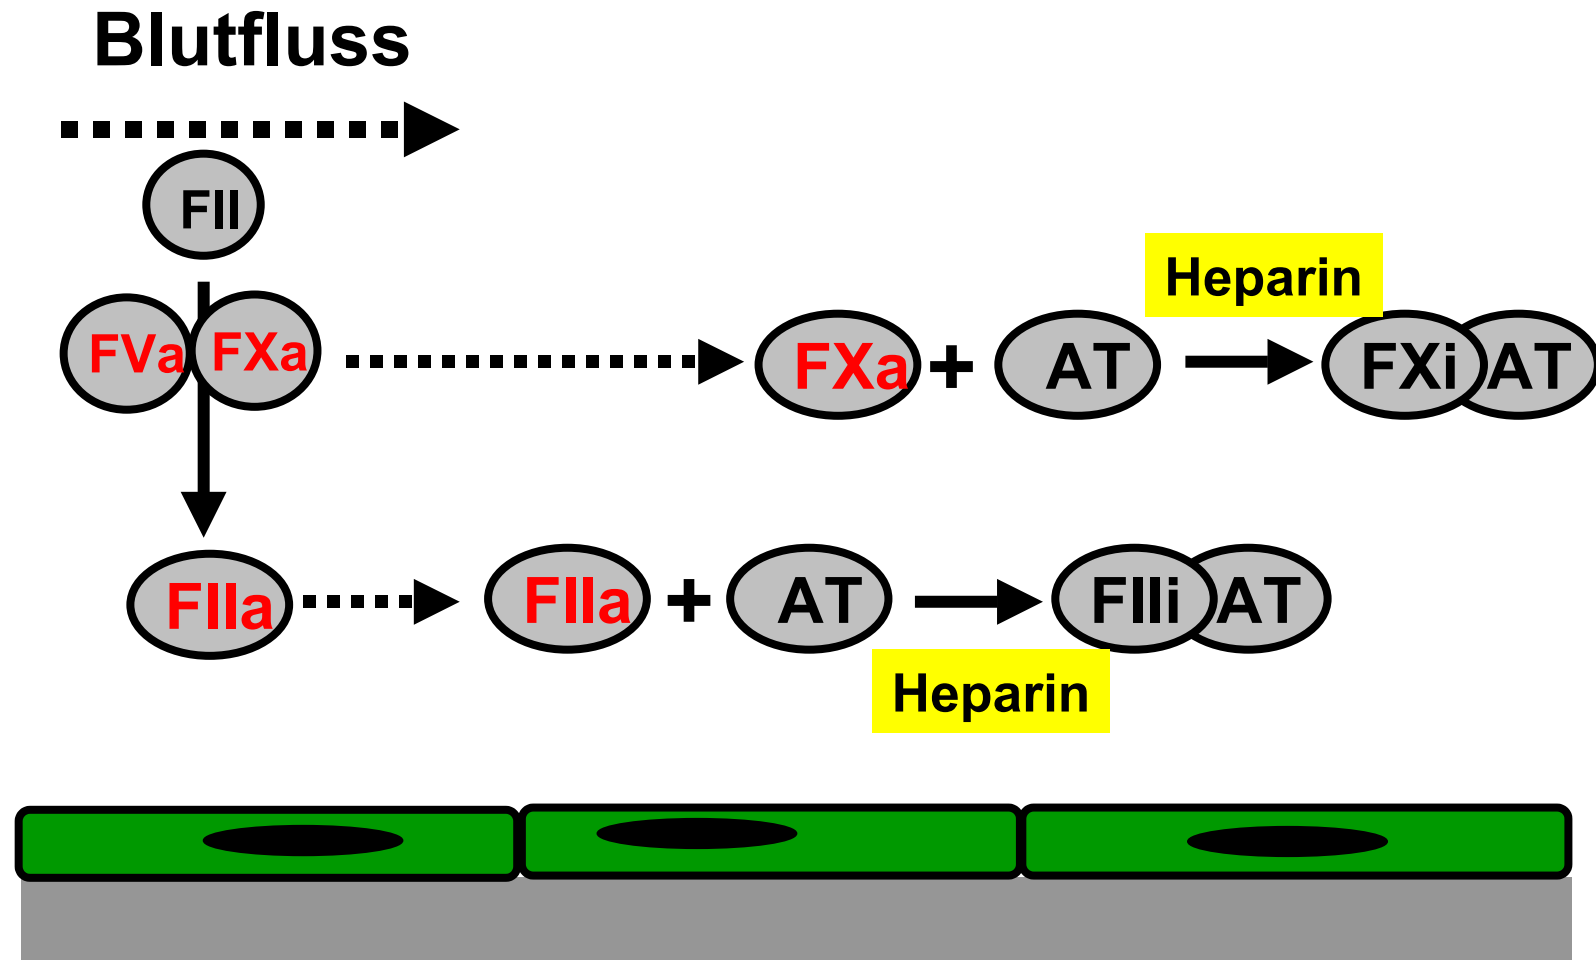 Blutfluss
FII
Heparin
FVa FXa FXa + AT FXi AT
FIIa FIIa + AT FIIi AT
Heparin